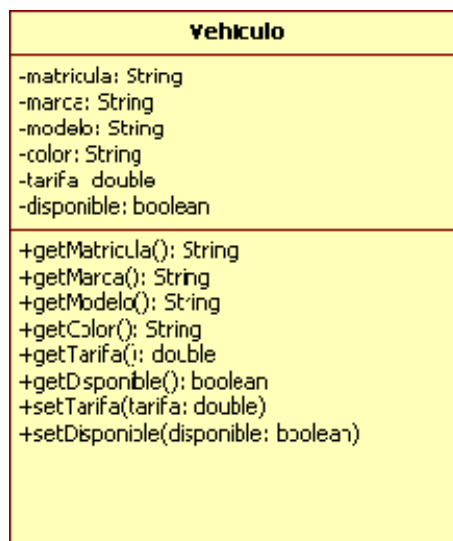 Vehiculo
-matricula: String
-marca: String
-modelo: String
-color: String
-tarifa double
-disponible: boolean
+getMatricula(): String
+getMarca(): String
+getModelo(): String
+getColor(): String
+getTarifa(): double
+getDisponible(): boolean
+setTarifa(tarifa: double)
+setDisponible(disponible: boolean)